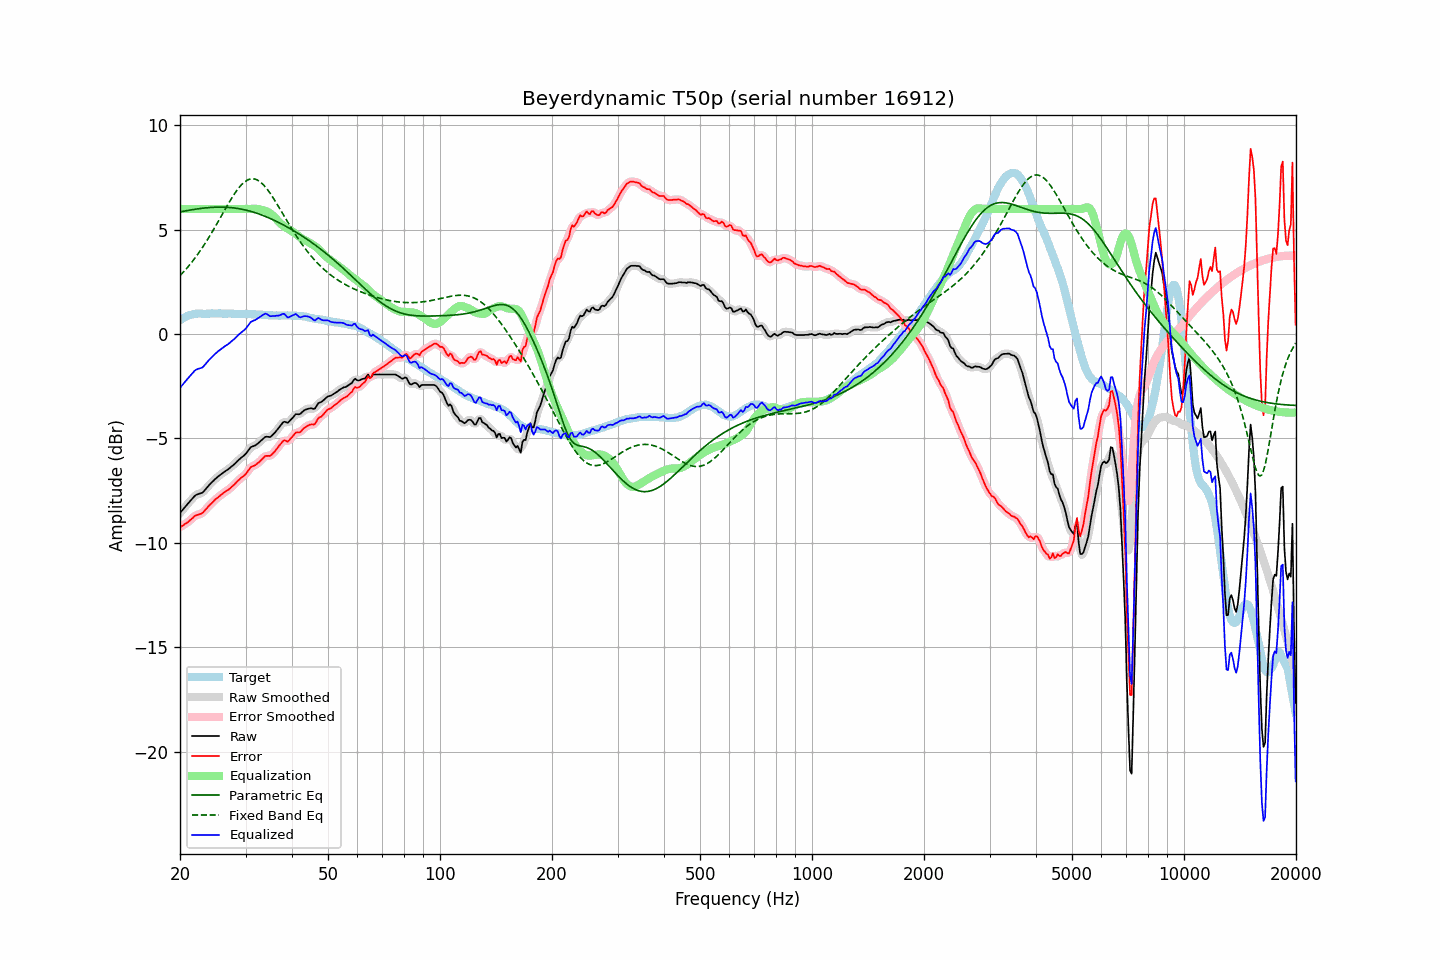 Beyerdynamic T50p (serial number 16912)
10
5
0
−5
−10
−15
−20
Amplitude (dBr)
Target
Raw Smoothed
Error Smoothed
Raw
Error
Equalization
Parametric Eq
Fixed Band Eq
Equalized
20 50 100 200 500 1000 2000 5000 10000 20000
Frequency (Hz)